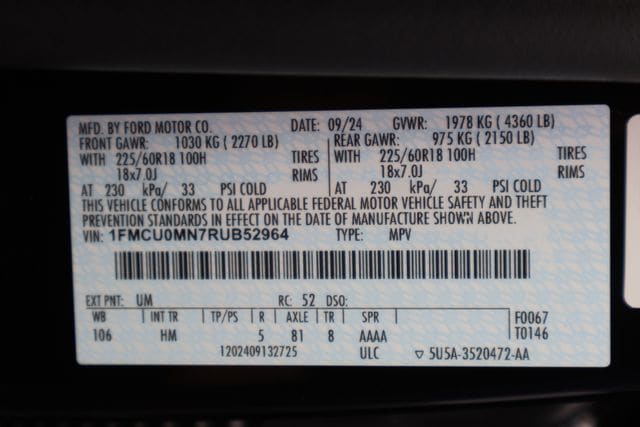 MFD. BY FORD MOTOR CO. DATE: 09/24 GVWR: 1978 KG ( 4360 LB)
FRONT GAWR: 1030 KG ( 2270 LB) REAR GAWR: 975 KG ( 2150 LB)
WITH 225/60R18 100H TIRES WITH 225/60R18 100H TIRES
18x7.0J RIMS 18x7.0J RIMS
AT 230 kPa/ 33 PSI COLD AT 230 kPa/ 33 PSI COLD
THIS VEHICLE CONFORMS TO ALL APPLICABLE FEDERAL MOTOR VEHICLE SAFETY AND THEFT
PREVENTION STANDARDS IN EFFECT ON THE DATE OF MANUFACTURE SHOWN ABOVE.
VIN: 1FMCU0MN7RUB52964 TYPE: MPV
EXT PNT: UM RC: 52 DSO:
WB INT TR TP/PS R AXLE TR SPR F0067
106 HM 5 81 8 AAAA T0146
1202409132725 ULC ▽ 5U5A-3520472-AA